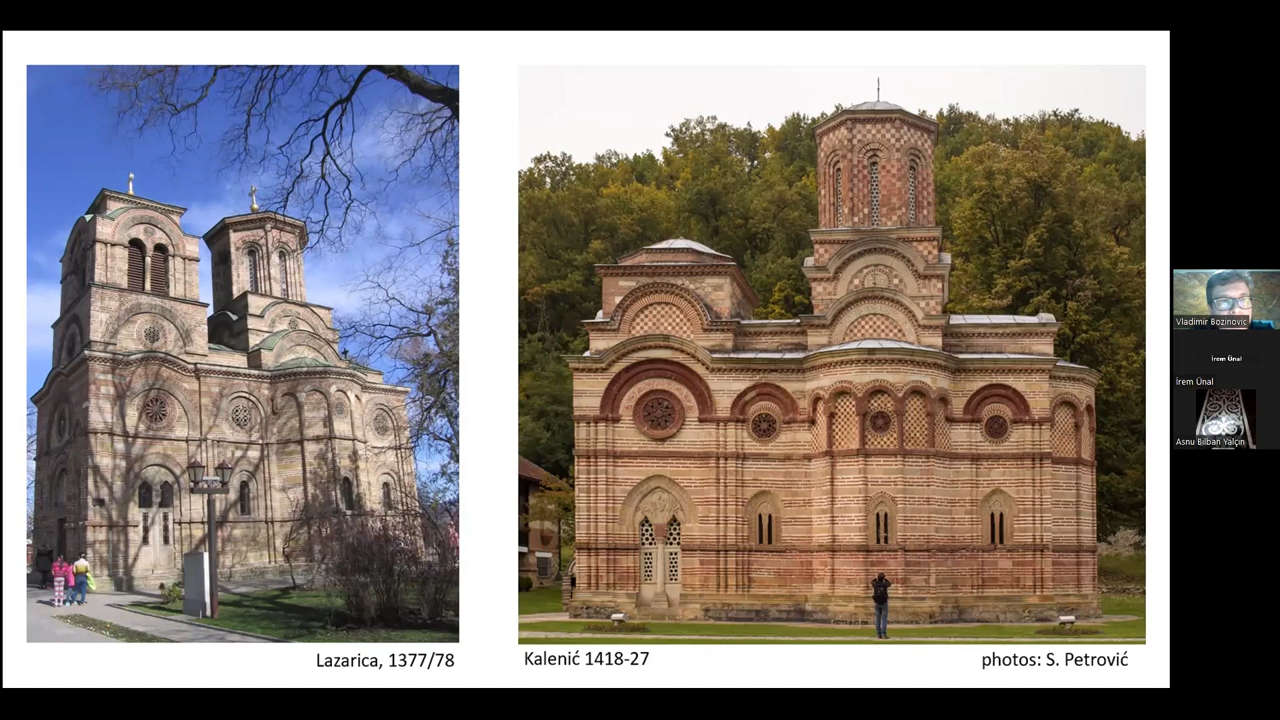 Lazarica, 1377/78
Kalenić 1418-27
photos: S. Petrović
Vladimir Bozinovic
İrem Ünal
İrem Ünal
Asnu Bilban Yalçın